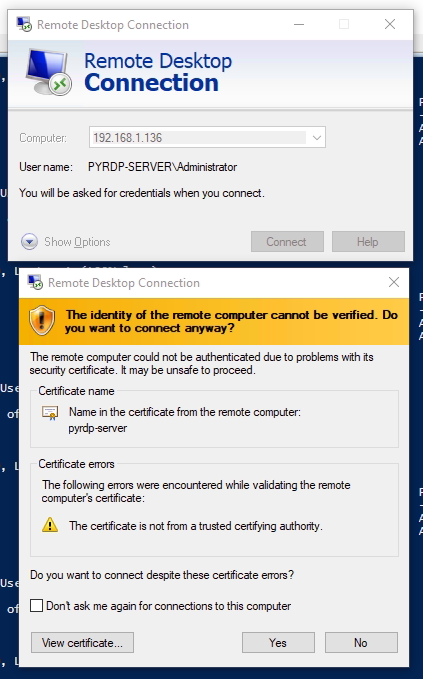 Remote Desktop Connection
Remote Desktop
Connection
Computer:
192.168.1.136
User name:
PYRDP-SERVER\Administrator
You will be asked for credentials when you connect.
Show Options
Connect
Help
Remote Desktop Connection
The identity of the remote computer cannot be verified. Do
you want to connect anyway?
The remote computer could not be authenticated due to problems with its
security certificate. It may be unsafe to proceed.
Certificate name
Name in the certificate from the remote computer:
pyrdp-server
Certificate errors
The following errors were encountered while validating the remote
computer's certificate:
The certificate is not from a trusted certifying authority.
Do you want to connect despite these certificate errors?
Don't ask me again for connections to this computer
View certificate...
Yes
No